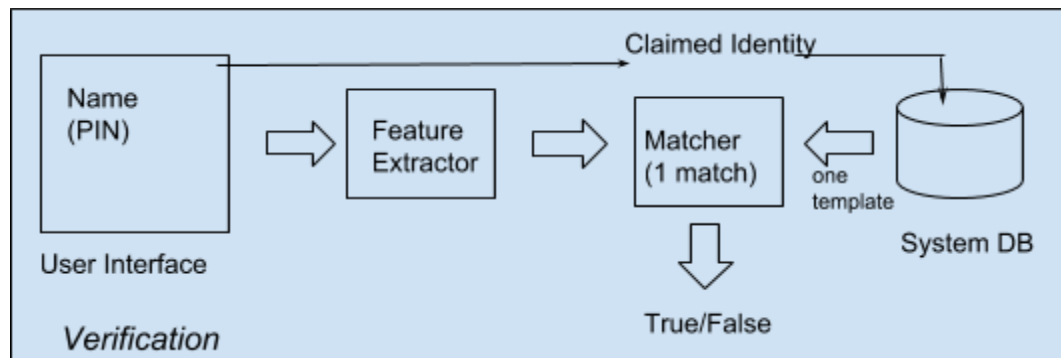 Claimed Identity
Name
(PIN)
Feature
Extractor
Matcher
(1 match)
one
template
User Interface
System DB
True/False
Verification